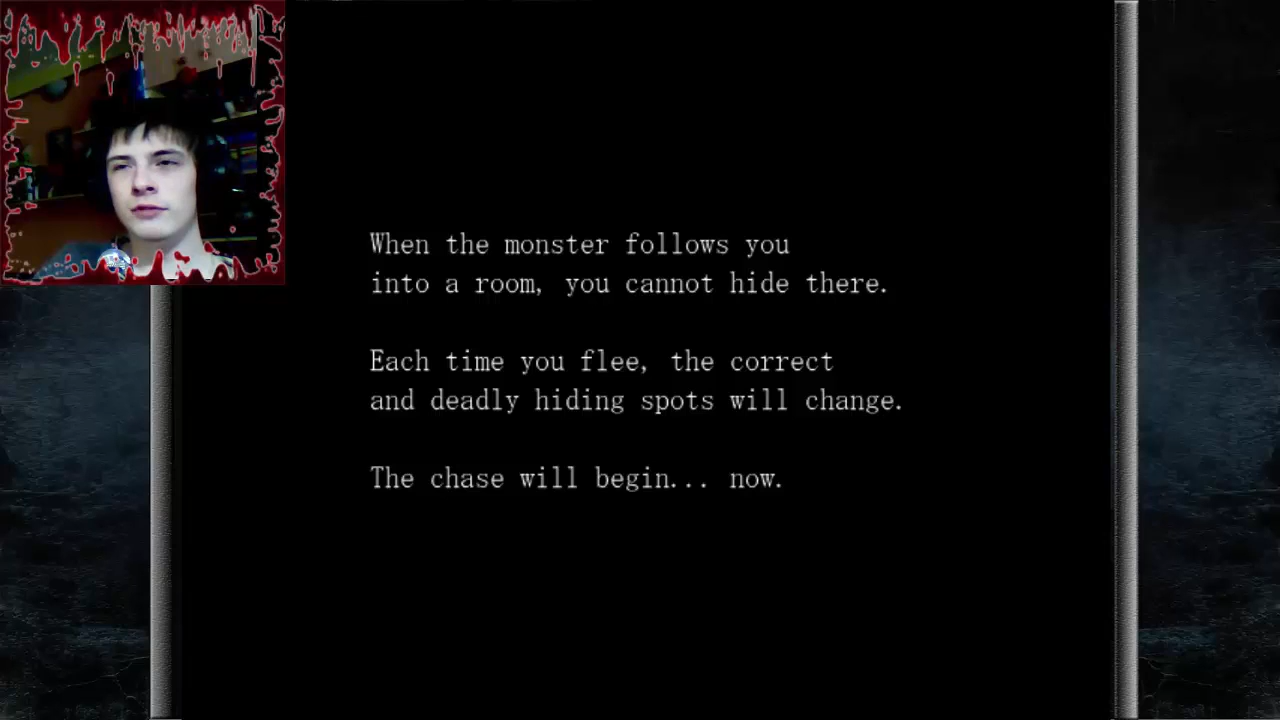 When the monster follows you
into a room, you cannot hide there.
Each time you flee, the correct
and deadly hiding spots will change.
The chase will begin... now.